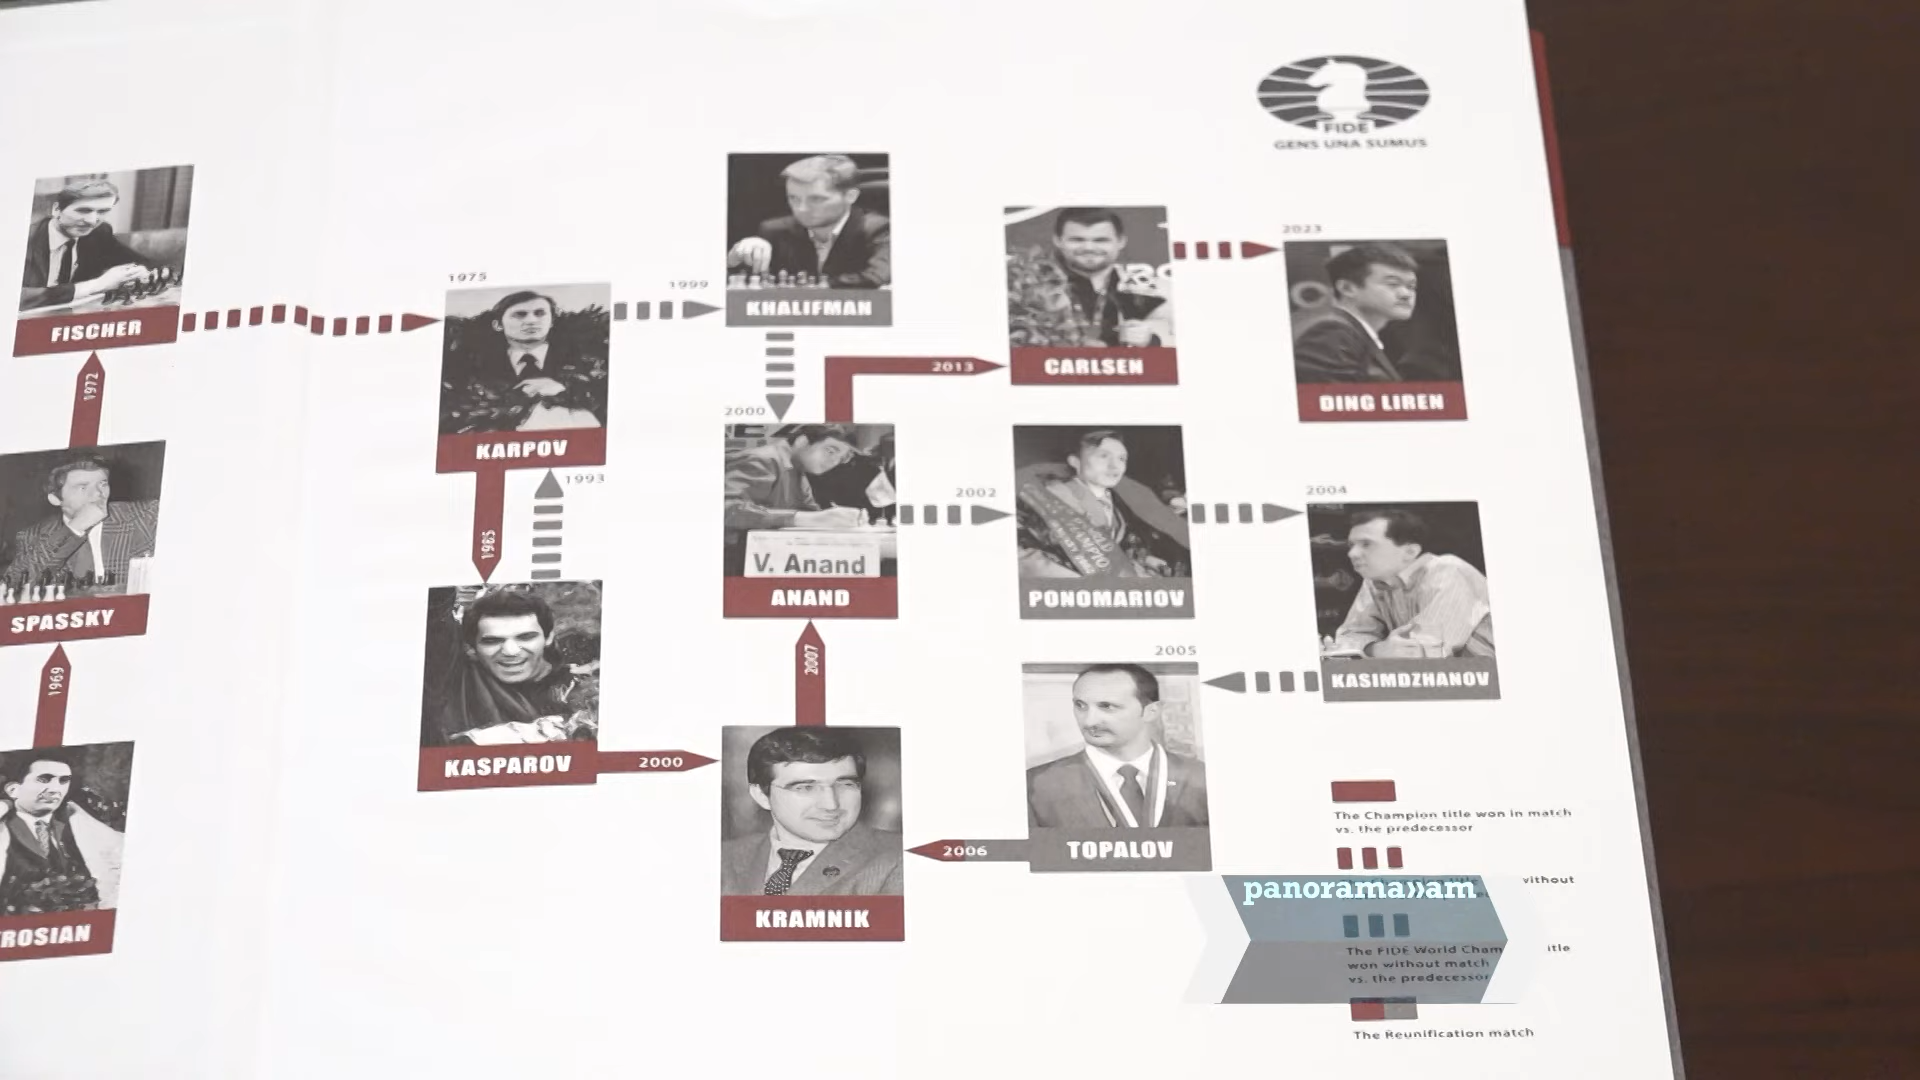 FIDE
GENS UNA SUMUS
FISCHER
1972
SPASSKY
1969
ROSIAN
1975
KARPOV
1985
1993
KASPAROV
1999
KHALIFMAN
2000
V. Anand
ANAND
2007
2000
KRAMNIK
2013
CARLSEN
2023
DING LIREN
2002
PONOMARIOV
2004
KASIMDZHANOV
2005
TOPALOV
2006
The Champion title won in match
vs. the predecessor
without
panorama»am
The FIDE World Cham itle
won without match
vs. the predecessor
The Reunification match